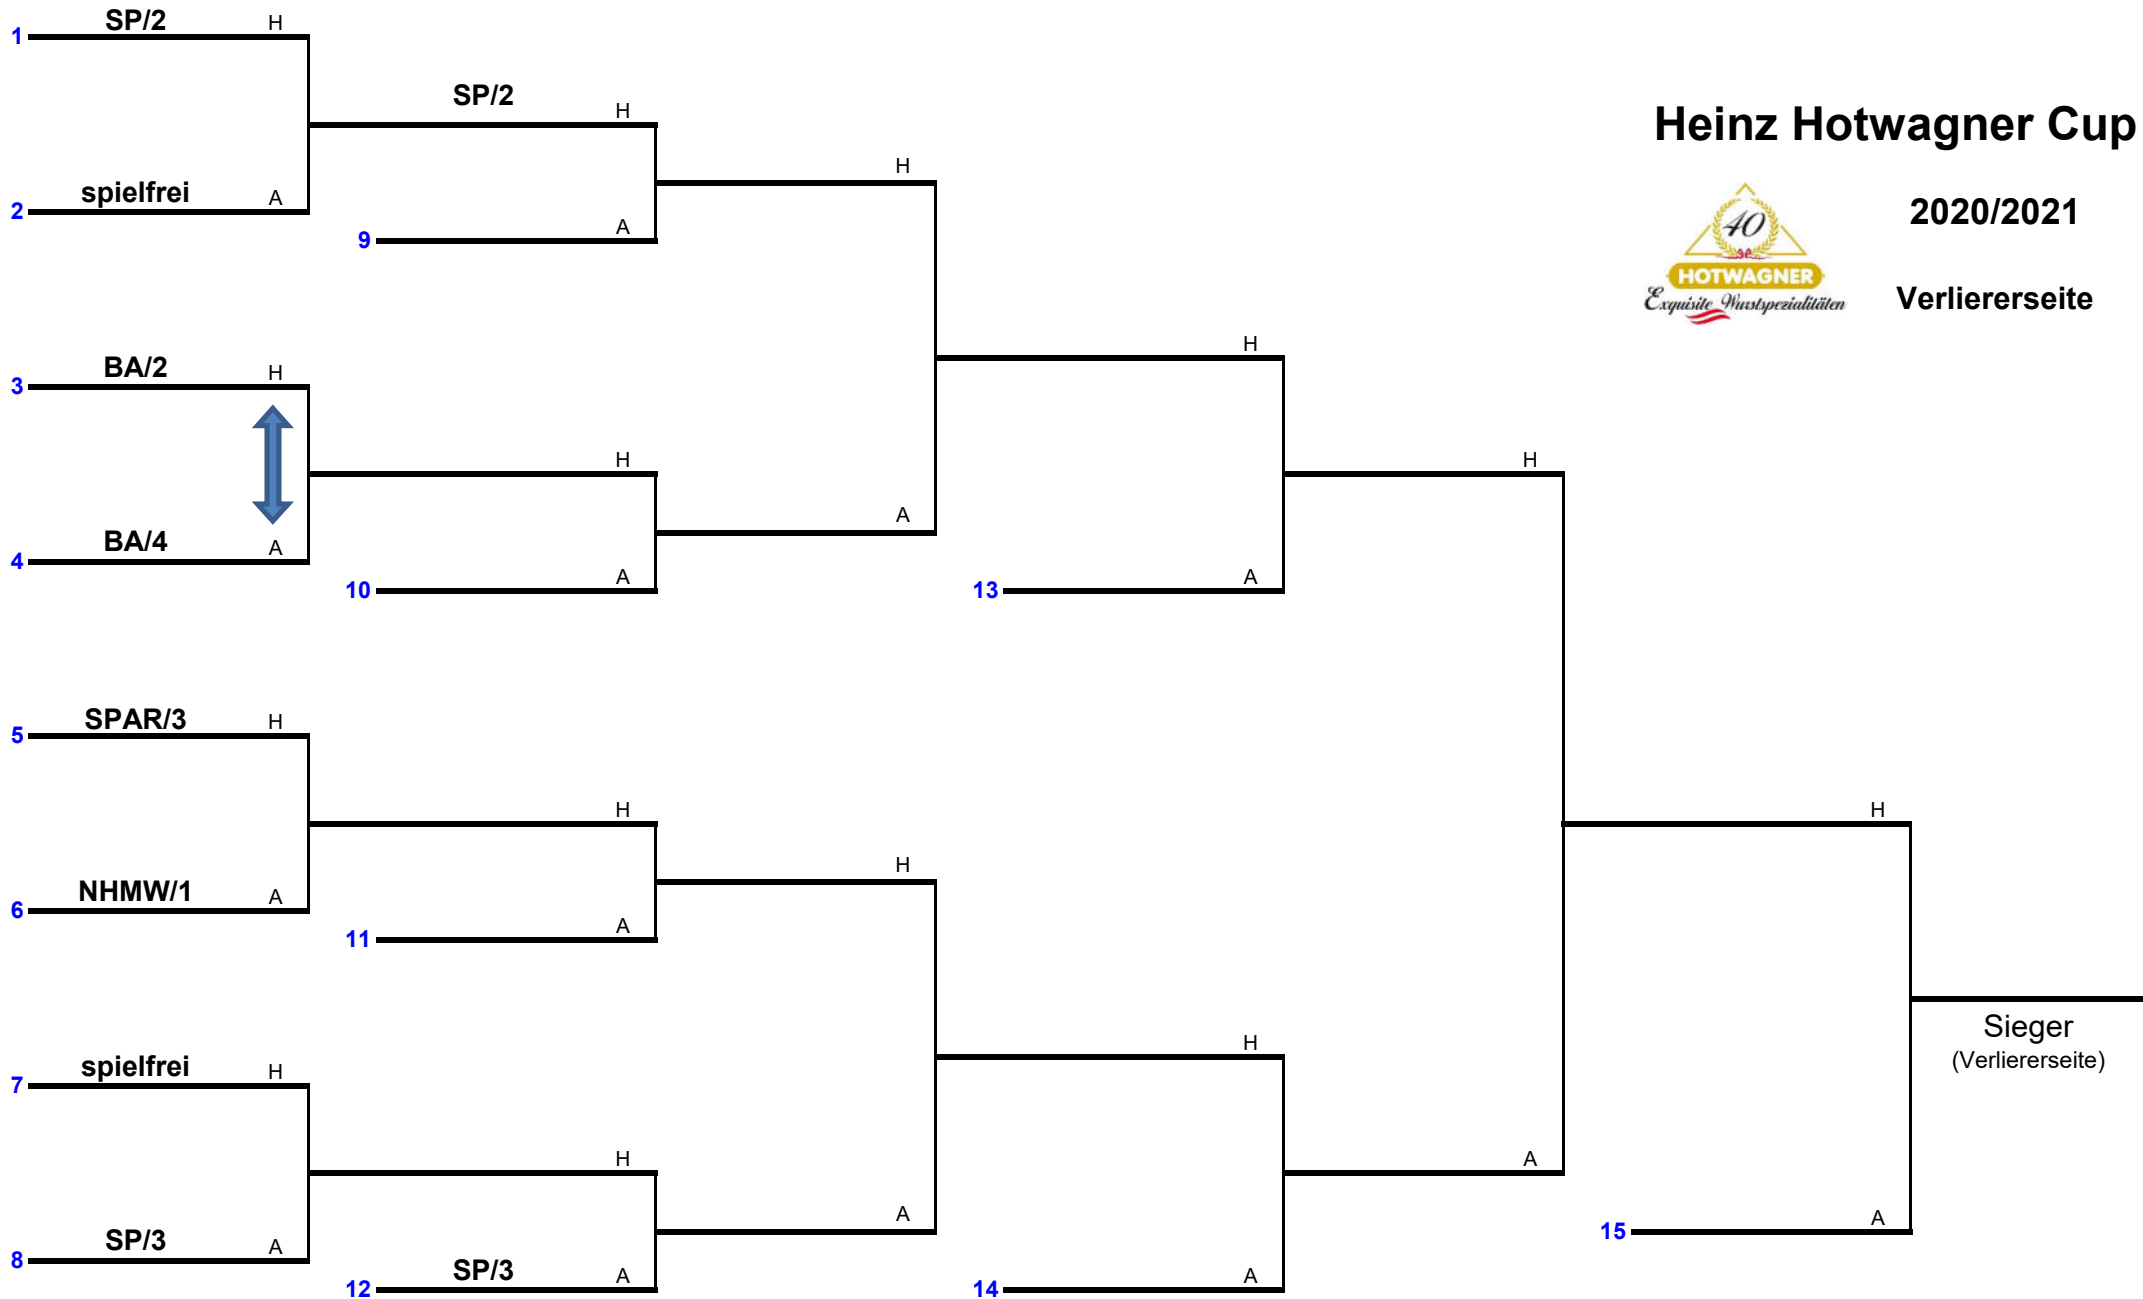 SP/2 H
1
SP/2 H
Heinz Hotwagner Cup
H
spielfrei A
2
9 A
40
HOTWAGNER
Exquisite Wurstspezialitäten
2020/2021
Verliererseite
H
BA/2 H
3
H
H
A
BA/4 A
4
10 A
13 A
SPAR/3 H
5
H
H
H
NHMW/1 A
6
11 A
Sieger
(Verliererseite)
H
spielfrei H
7
H
A
A
15 A
SP/3 A
8
SP/3 A
12
14 A